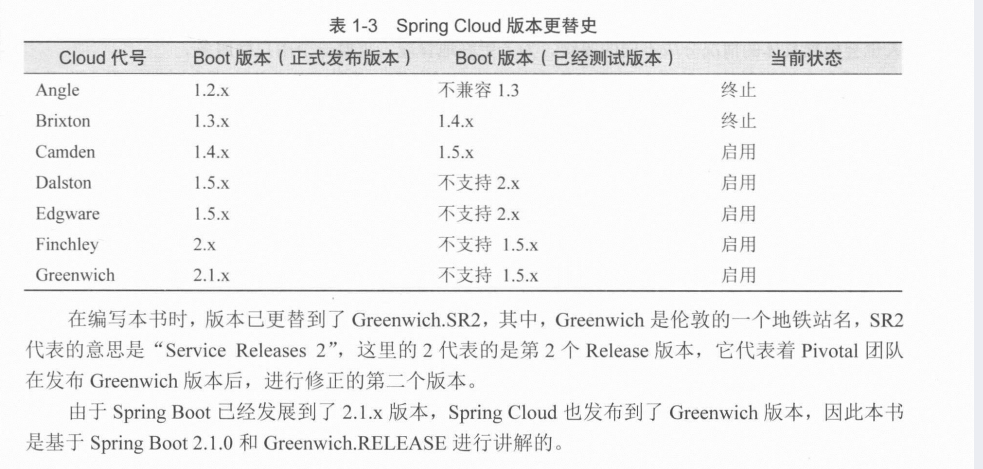 表 1-3 Spring Cloud 版本更替史
Cloud 代号 Boot 版本（正式发布版本） Boot 版本（已经测试版本） 当前状态
Angle 1.2.x 不兼容 1.3 终止
Brixton 1.3.x 1.4.x 终止
Camden 1.4.x 1.5.x 启用
Dalston 1.5.x 不支持 2.x 启用
Edgware 1.5.x 不支持 2.x 启用
Finchley 2.x 不支持 1.5.x 启用
Greenwich 2.1.x 不支持 1.5.x 启用
在编写本书时，版本已更替到了 Greenwich.SR2，其中，Greenwich 是伦敦的一个地铁站名，SR2
代表的意思是“Service Releases 2”，这里的 2 代表的是第 2 个 Release 版本，它代表着 Pivotal 团队
在发布 Greenwich 版本后，进行修正的第二个版本。
由于 Spring Boot 已经发展到了 2.1.x 版本，Spring Cloud 也发布到了 Greenwich 版本，因此本书
是基于 Spring Boot 2.1.0 和 Greenwich.RELEASE 进行讲解的。